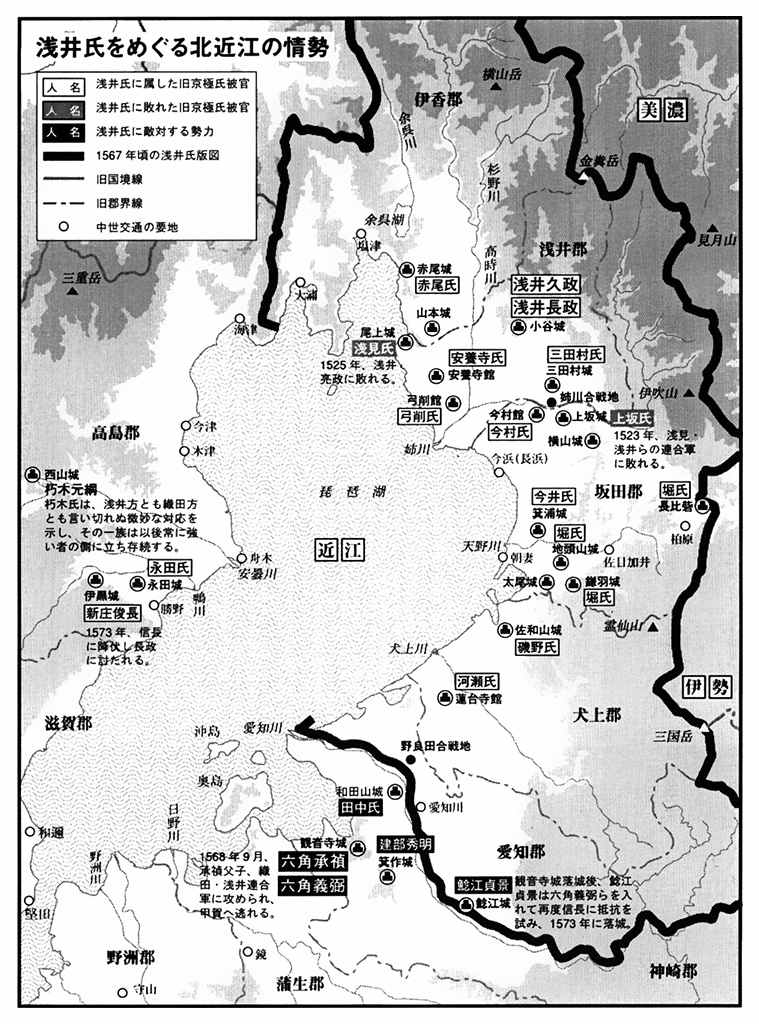 浅井氏をめぐる北近江の情勢
人名 浅井氏に属した旧京極氏被官
人名 浅井氏に敗れた旧京極氏被官
人名 浅井氏に敵対する勢力
1567年頃の浅井氏版図
旧国境線
旧郡界線
中世交通の要地
横山岳
伊香郡
余呉川
美濃
金糞岳
杉野川
余呉湖
塩津
高時川
浅井郡
見月山
三重岳
大浦
海津
赤尾城
赤尾氏
浅井久政
浅井長政
小谷城
山本城
尾上城
浅見氏
1525年、浅井
亮政に敗れる。
安養寺氏
安養寺館
三田村氏
三田村城
姉川合戦地
伊吹山
弓削館
弓削氏
今村館
今村氏
上坂城
上坂氏
横山城
1523年、浅見・
浅井らの連合軍
に敗れる。
高島郡
今津
木津
姉川
今浜(長浜)
琵琶湖
西山城
朽木元綱
朽木氏は、浅井方とも織田方
とも言い切れぬ微妙な対応を
示し、その一族は以後常に強
い者の側に立ち存続する。
今井氏
箕浦城
坂田郡
堀氏
長比砦
柏原
堀氏
地頭山城
近江
天野川
朝妻
佐目加井
舟木
安曇川
永田氏
永田城
伊黒城
新庄俊長
勝野
鴨川
1573年、信長
に降伏し長政
に討たれる。
太尾城
鎌羽城
堀氏
霊仙山
佐和山城
磯野氏
犬上川
河瀬氏
蓮台寺館
伊勢
犬上郡
三国岳
滋賀郡
沖島
愛知川
奥島
野良田合戦地
和田山城
田中氏
愛知川
和邇
日野川
野洲川
1568年9月、
承禎父子、織
田・浅井連合
軍に攻められ、
甲賀へ逃れる。
観音寺城
六角承禎
六角義弼
建部秀明
箕作城
愛知郡
鯰江貞景
鯰江城
観音寺城落城後、鯰江
貞景は六角義弼らを入
れて再度信長に抵抗を
試み、1573年に落城。
堅田
野洲郡
鏡
守山
蒲生郡
神崎郡